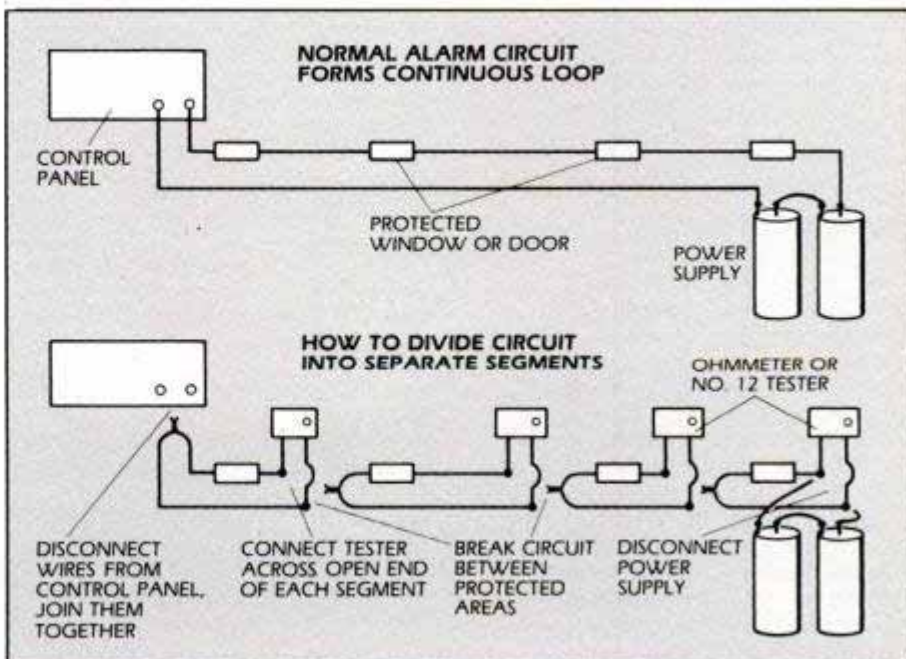 NORMAL ALARM CIRCUIT
FORMS CONTINUOUS LOOP
CONTROL
PANEL
PROTECTED
WINDOW OR DOOR
POWER
SUPPLY
HOW TO DIVIDE CIRCUIT
INTO SEPARATE SEGMENTS
OHMMETER OR
NO. 12 TESTER
DISCONNECT
WIRES FROM
CONTROL PANEL,
JOIN THEM
TOGETHER
CONNECT TESTER
ACROSS OPEN END
OF EACH SEGMENT
BREAK CIRCUIT
BETWEEN
PROTECTED
AREAS
DISCONNECT
POWER
SUPPLY